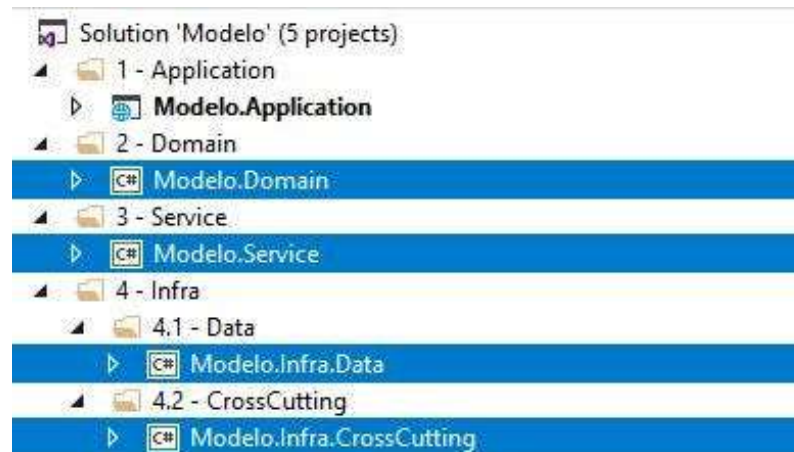 Solution 'Modelo' (5 projects)
1 - Application
Modelo.Application
2 - Domain
C# Modelo.Domain
3 - Service
C# Modelo.Service
4 - Infra
4.1 - Data
C# Modelo.Infra.Data
4.2 - CrossCutting
C# Modelo.Infra.CrossCutting